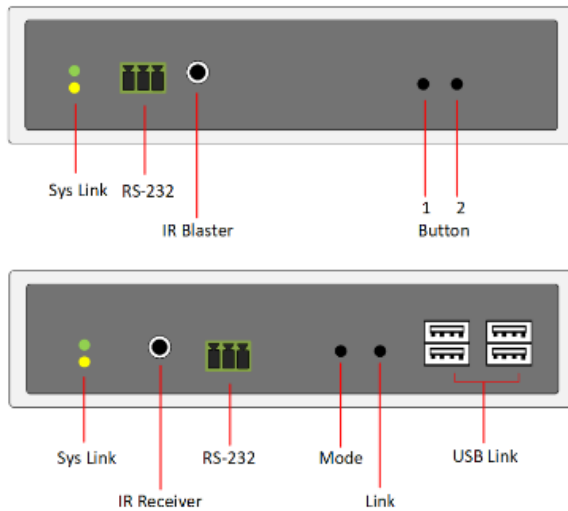 Sys Link RS-232
IR Blaster
1 2
Button
Sys Link RS-232 Mode USB Link
IR Receiver Link